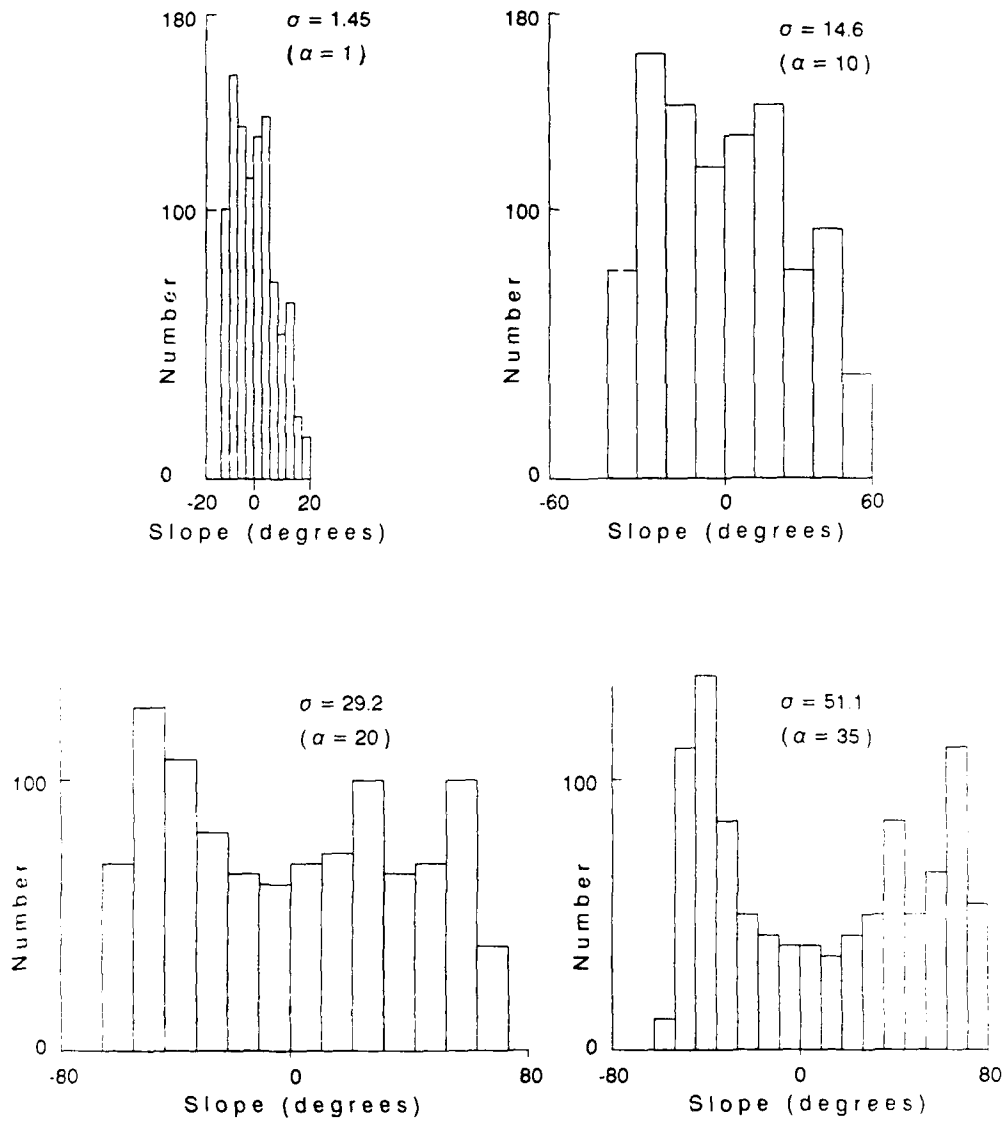 180
σ = 1.45
( α = 1 )
100
Number
0
-20 0 20
Slope (degrees)
180
σ = 14.6
( α = 10 )
100
Number
0
-60 0 60
Slope (degrees)
σ = 29.2
( α = 20 )
100
Number
0
-80 0 80
Slope (degrees)
σ = 51.1
( α = 35 )
100
Number
0
-80 0 80
Slope (degrees)